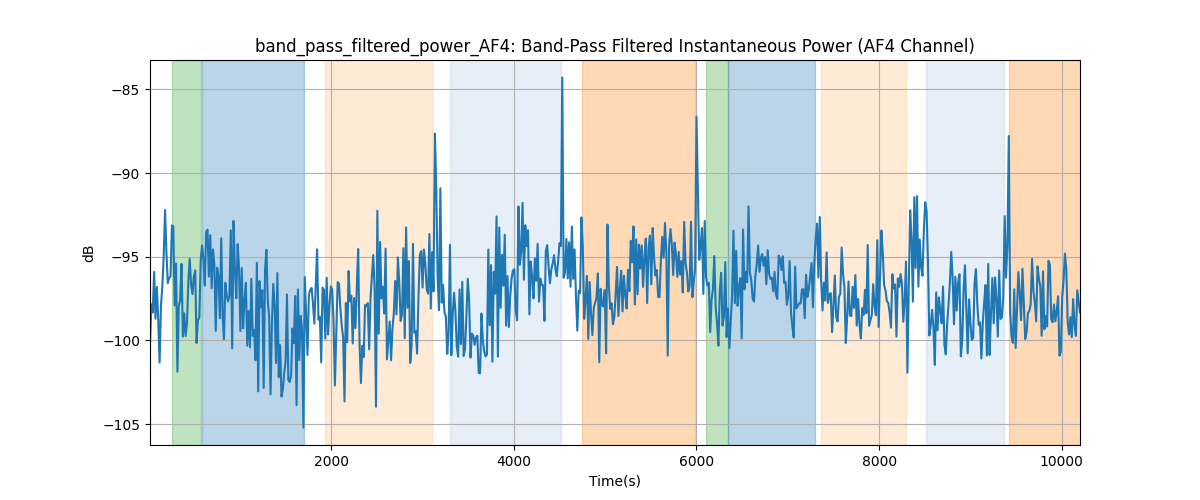 band_pass_filtered_power_AF4: Band-Pass Filtered Instantaneous Power (AF4 Channel)
−85
−90
−95
−100
−105
dB
2000 4000 6000 8000 10000
Time(s)